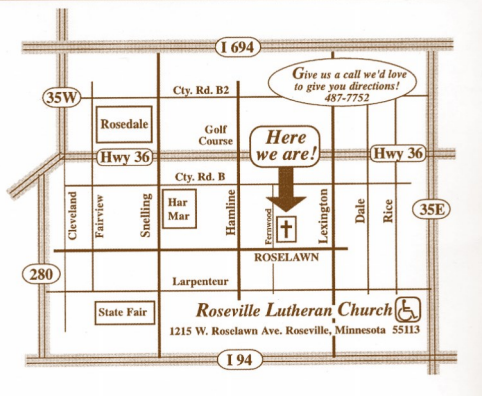 I 694
Give us a call we'd love
to give you directions!
487-7752
35W
Cty. Rd. B2
Rosedale
Golf
Course
Here
we are!
Hwy 36
Hwy 36
Cty. Rd. B
Cleveland
Fairview
Snelling
Har
Mar
Hamline
Fernwood
Lexington
Dale
Rice
35E
ROSELAWN
280
Larpenteur
State Fair
Roseville Lutheran Church
1215 W. Roselawn Ave. Roseville, Minnesota 55113
I 94